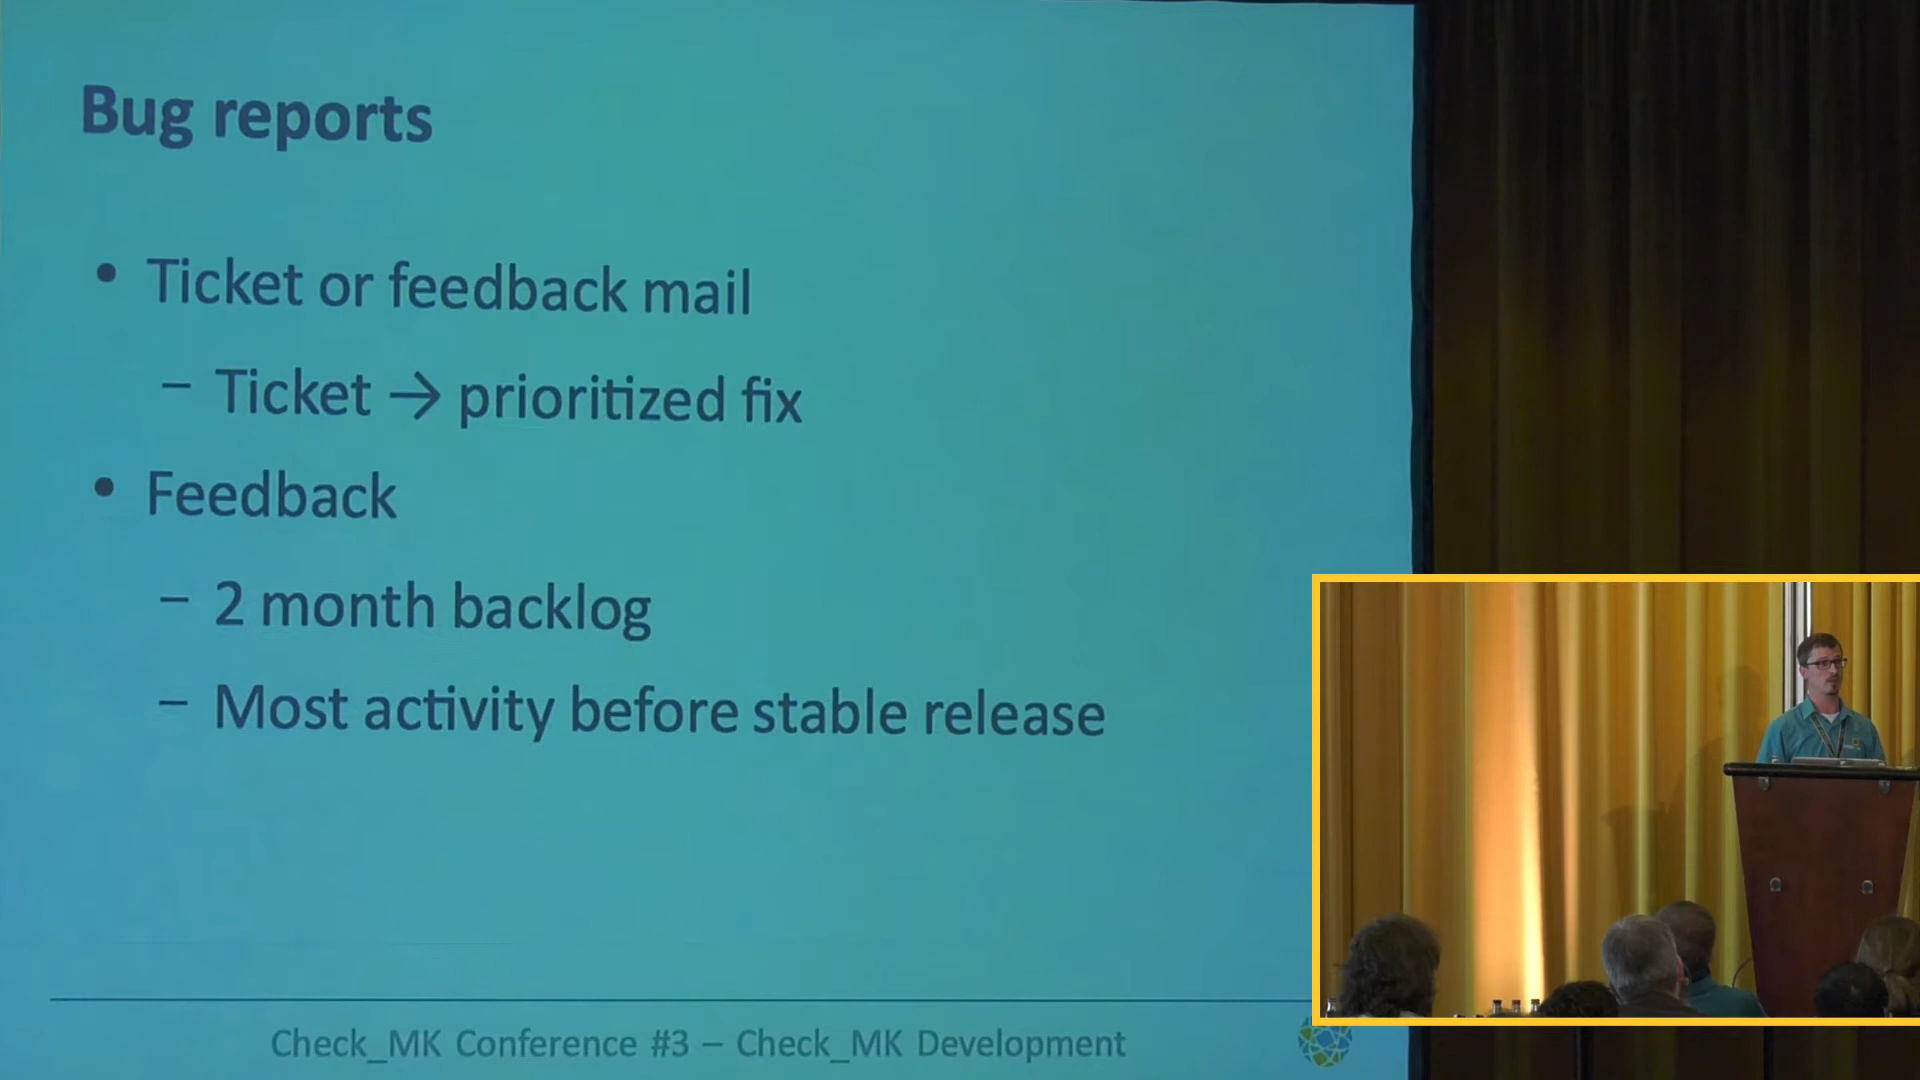 Bug reports
• Ticket or feedback mail
– Ticket → prioritized fix
• Feedback
– 2 month backlog
– Most activity before stable release
Check_MK Conference #3 – Check_MK Development